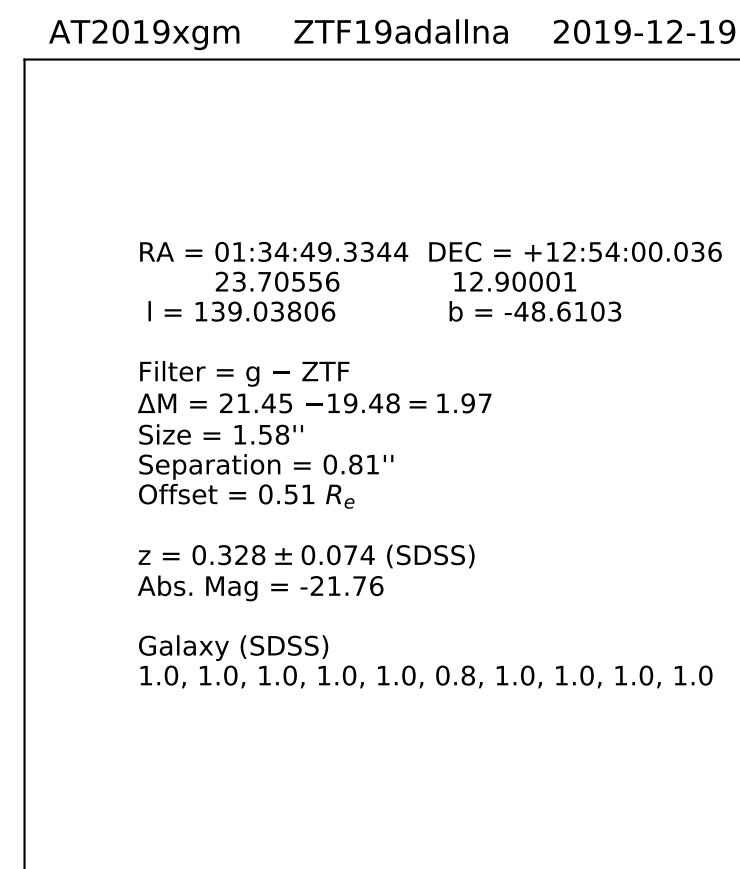 AT2019xgm ZTF19adallna 2019-12-19
RA = 01:34:49.3344 DEC = +12:54:00.036
23.70556 12.90001
l = 139.03806 b = -48.6103
Filter = g − ZTF
ΔM = 21.45 −19.48 = 1.97
Size = 1.58''
Separation = 0.81''
Offset = 0.51 Re
z = 0.328 ± 0.074 (SDSS)
Abs. Mag = -21.76
Galaxy (SDSS)
1.0, 1.0, 1.0, 1.0, 1.0, 0.8, 1.0, 1.0, 1.0, 1.0